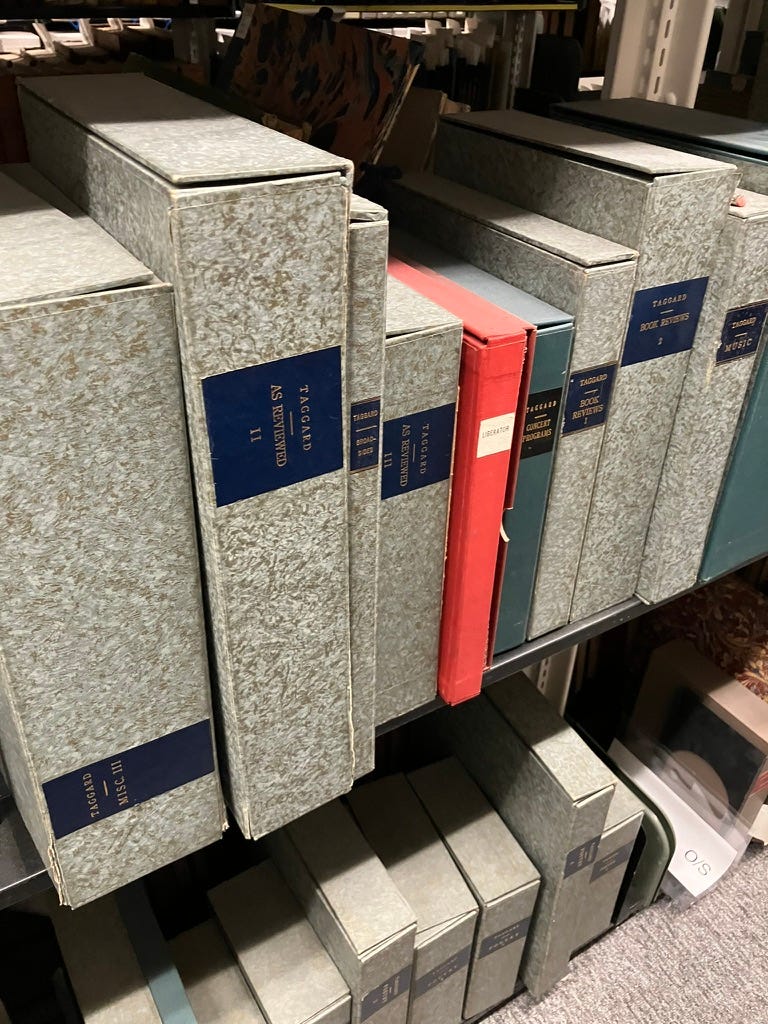 TAGGARD
MISC. III
TAGGARD
AS REVIEWED
II
TAGGARD
BROAD-
SIDES
TAGGARD
AS REVIEWED
III
LIBERATOR
TAGGARD
CONCERT
PROGRAMS
TAGGARD
BOOK
REVIEWS
1
TAGGARD
BOOK REVIEWS
2
TAGGARD
MUSIC
POETRY
O/S